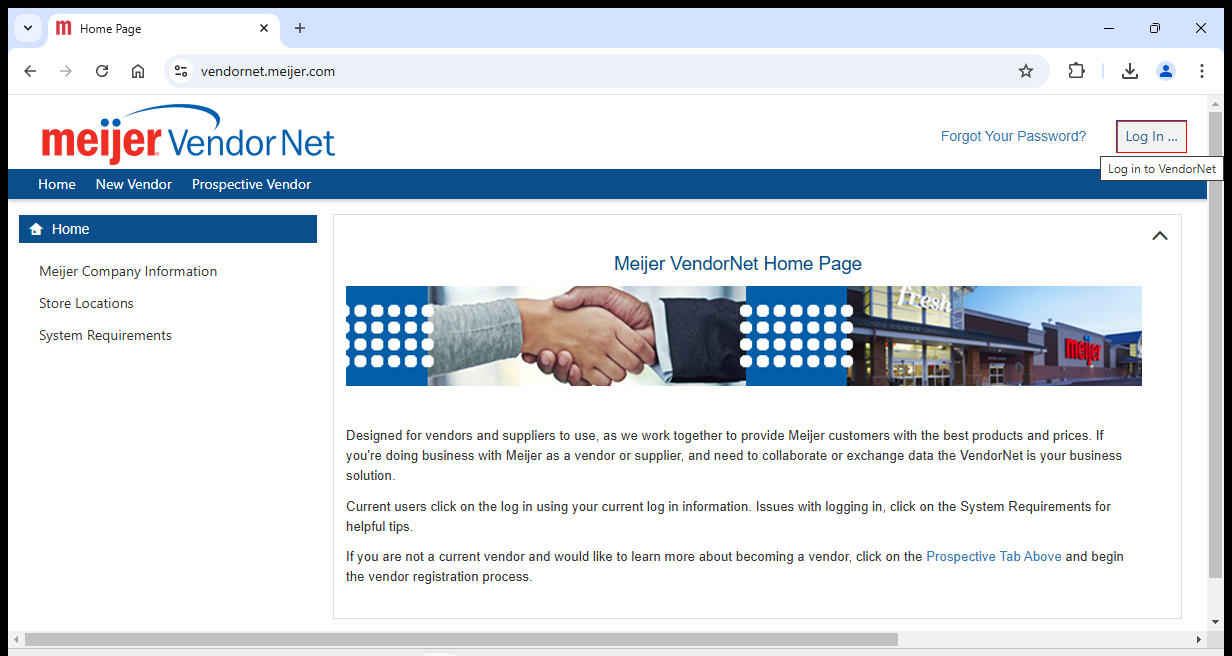 Home Page
vendornet.meijer.com
meijer VendorNet
Forgot Your Password?
Log In ...
Log in to VendorNet
Home New Vendor Prospective Vendor
Home
Meijer Company Information
Store Locations
System Requirements
Meijer VendorNet Home Page
fresh
meijer
Designed for vendors and suppliers to use, as we work together to provide Meijer customers with the best products and prices. If
you're doing business with Meijer as a vendor or supplier, and need to collaborate or exchange data the VendorNet is your business
solution.
Current users click on the log in using your current log in information. Issues with logging in, click on the System Requirements for
helpful tips.
If you are not a current vendor and would like to learn more about becoming a vendor, click on the Prospective Tab Above and begin
the vendor registration process.